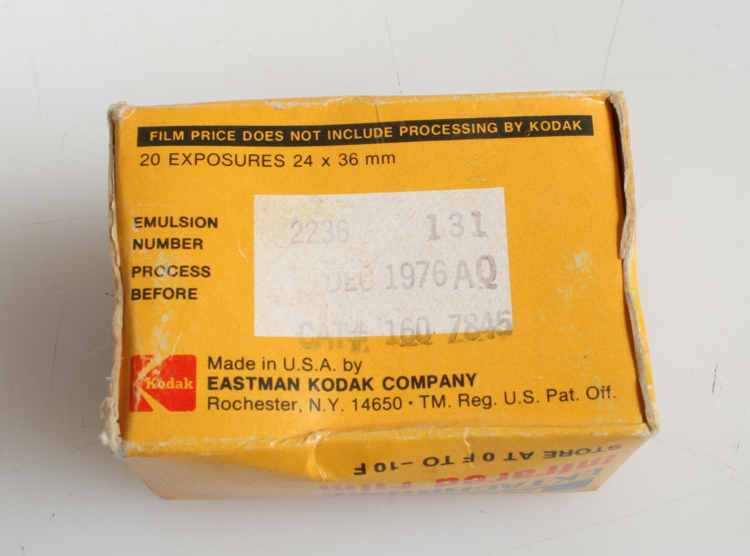 FILM PRICE DOES NOT INCLUDE PROCESSING BY KODAK
20 EXPOSURES 24 x 36 mm
EMULSION
NUMBER
2236 131
PROCESS
BEFORE
DEC 1976 AQ
CAT# 160 7845
Kodak
Made in U.S.A. by
EASTMAN KODAK COMPANY
Rochester, N.Y. 14650 • TM. Reg. U.S. Pat. Off.
STORE AT 0 F TO –10 F
Infrared Film